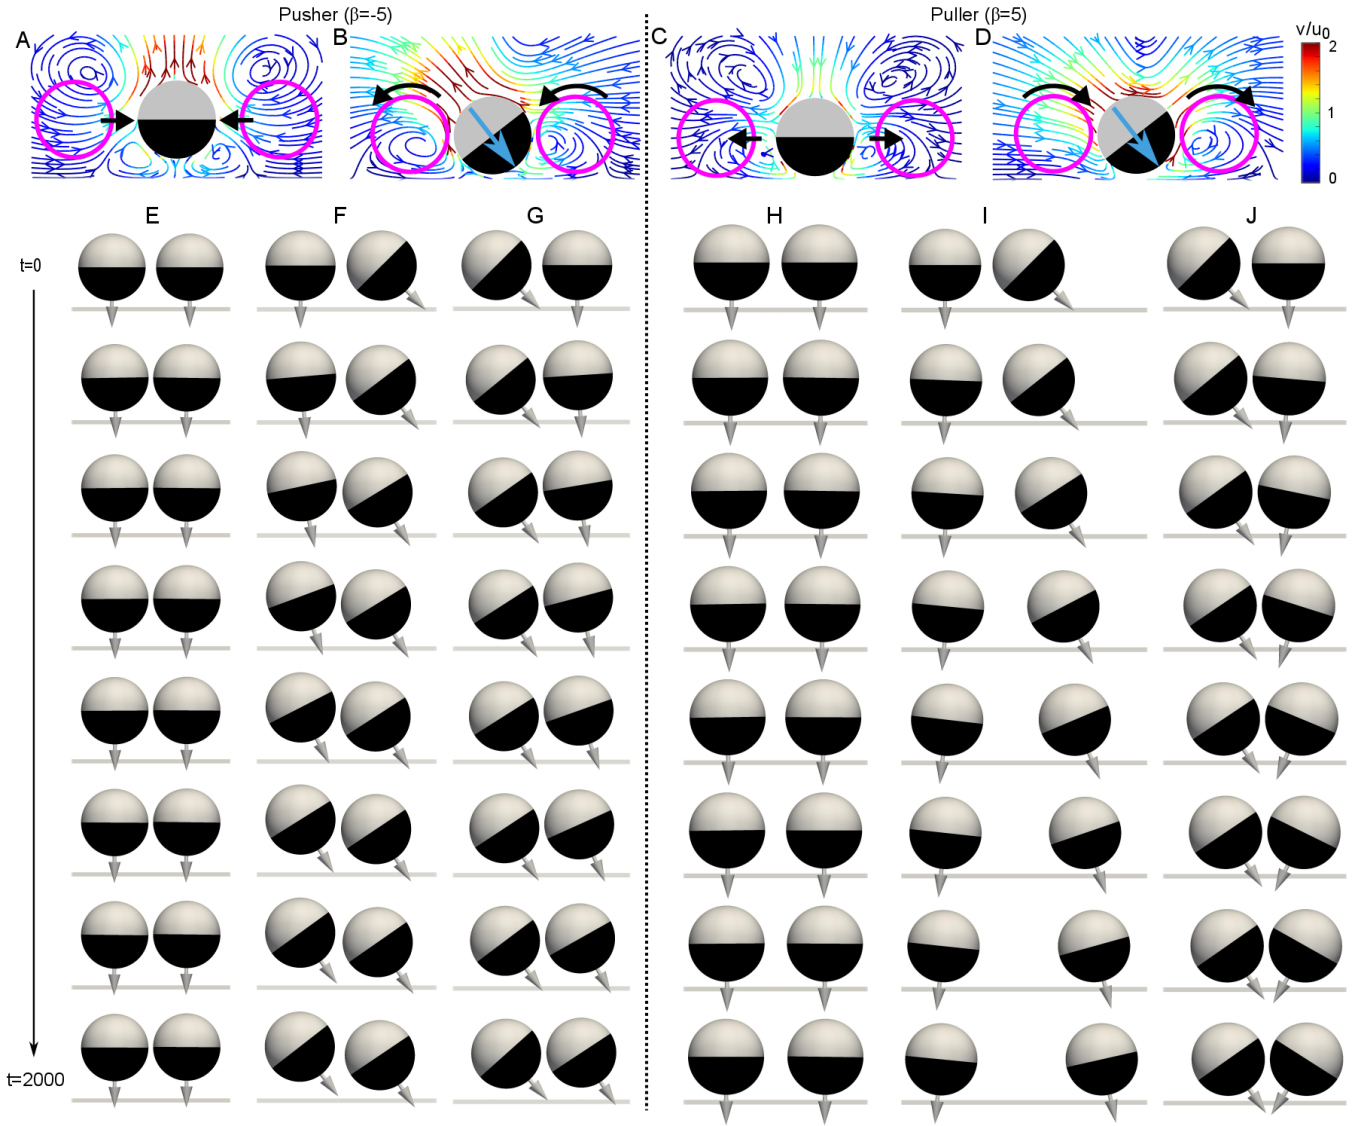 Pusher (β=-5)
Puller (β=5)
A
B
C
D
v/u0
2
1
0
E
F
G
H
I
J
t=0
t=2000